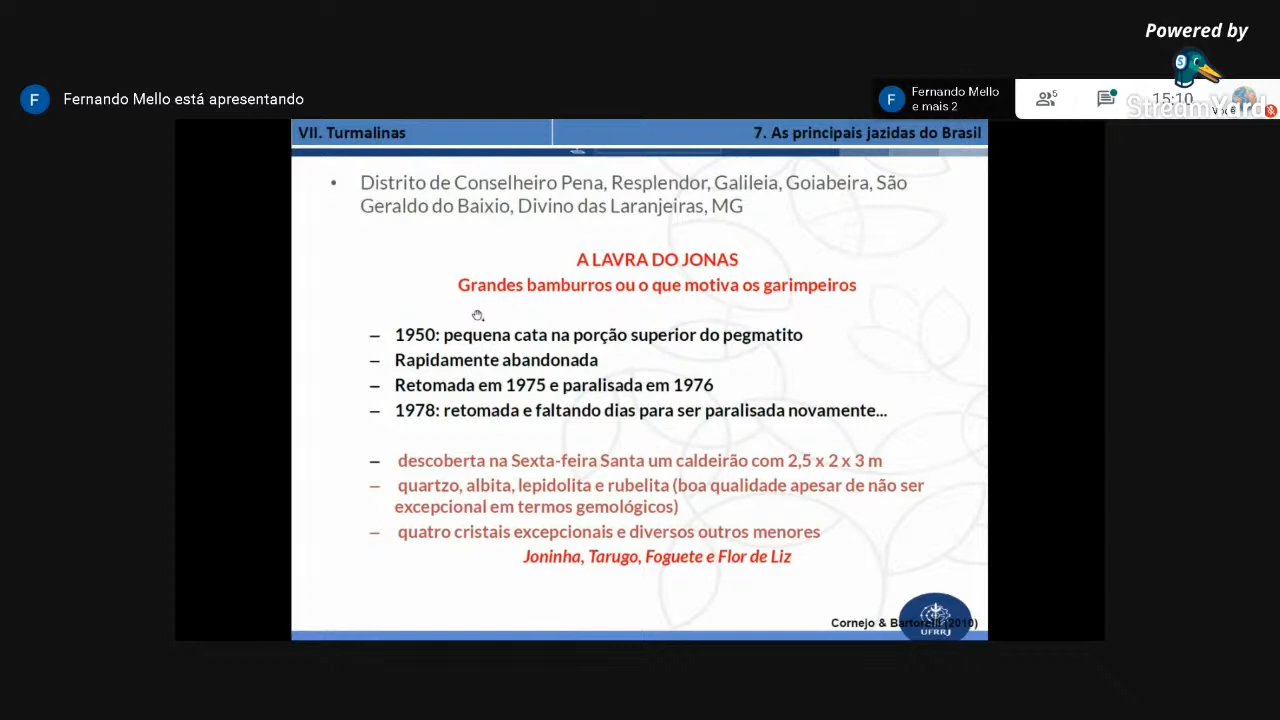 Powered by
S
F
Fernando Mello está apresentando
F
Fernando Mello
e mais 2
5
15:10
Você
StreamYard
VII. Turmalinas
7. As principais jazidas do Brasil
• Distrito de Conselheiro Pena, Resplendor, Galileia, Goiabeira, São
Geraldo do Baixio, Divino das Laranjeiras, MG
A LAVRA DO JONAS
Grandes bamburros ou o que motiva os garimpeiros
– 1950: pequena cata na porção superior do pegmatito
– Rapidamente abandonada
– Retomada em 1975 e paralisada em 1976
– 1978: retomada e faltando dias para ser paralisada novamente...
– descoberta na Sexta-feira Santa um caldeirão com 2,5 x 2 x 3 m
– quartzo, albita, lepidolita e rubelita (boa qualidade apesar de não ser
excepcional em termos gemológicos)
– quatro cristais excepcionais e diversos outros menores
Joninha, Tarugo, Foguete e Flor de Liz
Cornejo & Bartorelli (2010)
UFRRJ